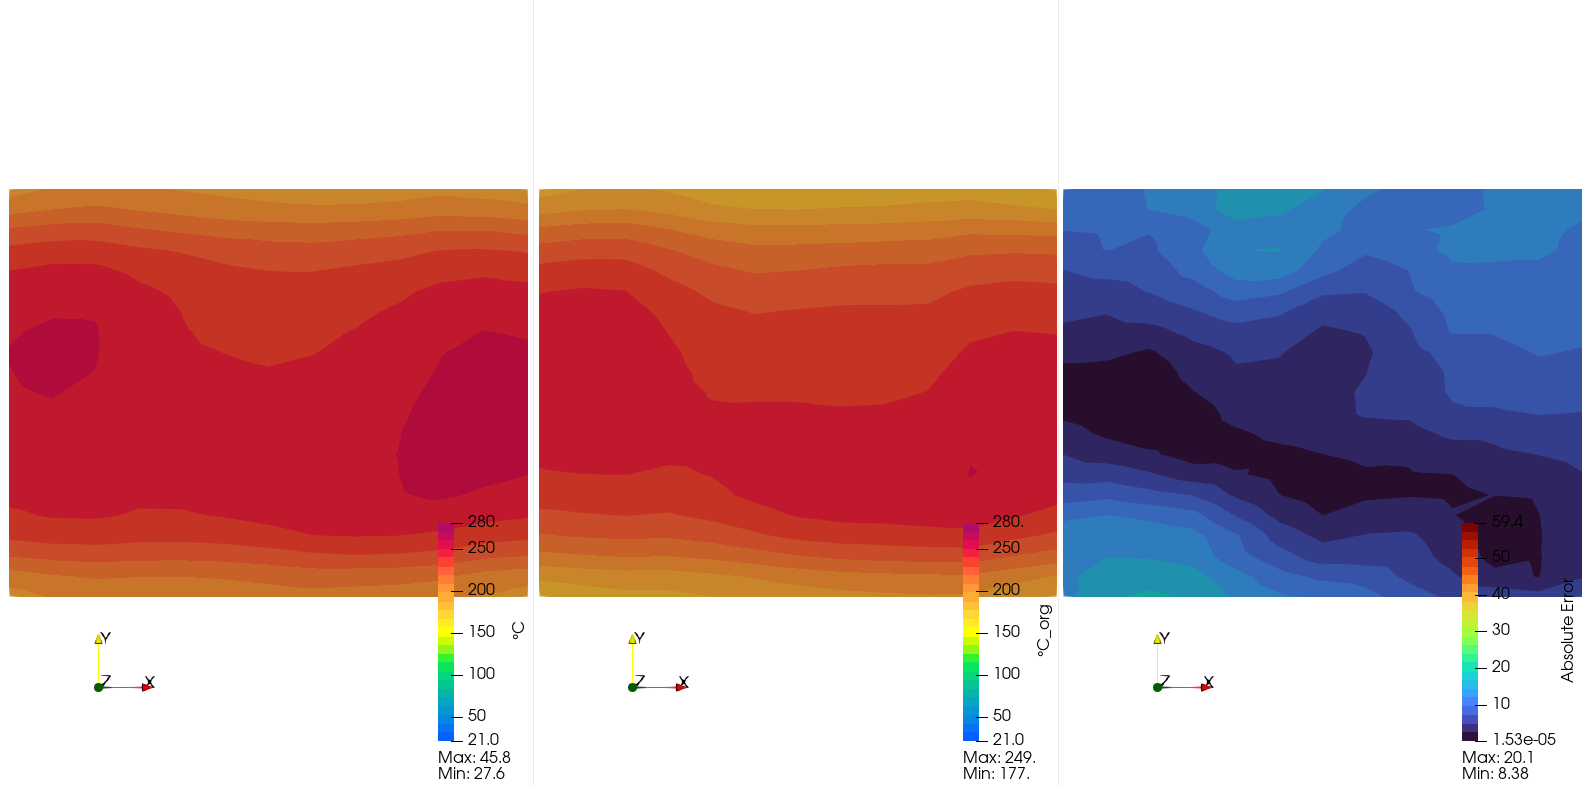 280.
250
200
150
100
50
21.0
°C
Max: 45.8
Min: 27.6
Y
Z
X
280.
250
200
150
100
50
21.0
°C_org
Max: 249.
Min: 177.
Y
Z
X
59.4
50
40
30
20
10
1.53e-05
Absolute Error
Max: 20.1
Min: 8.38
Y
Z
X